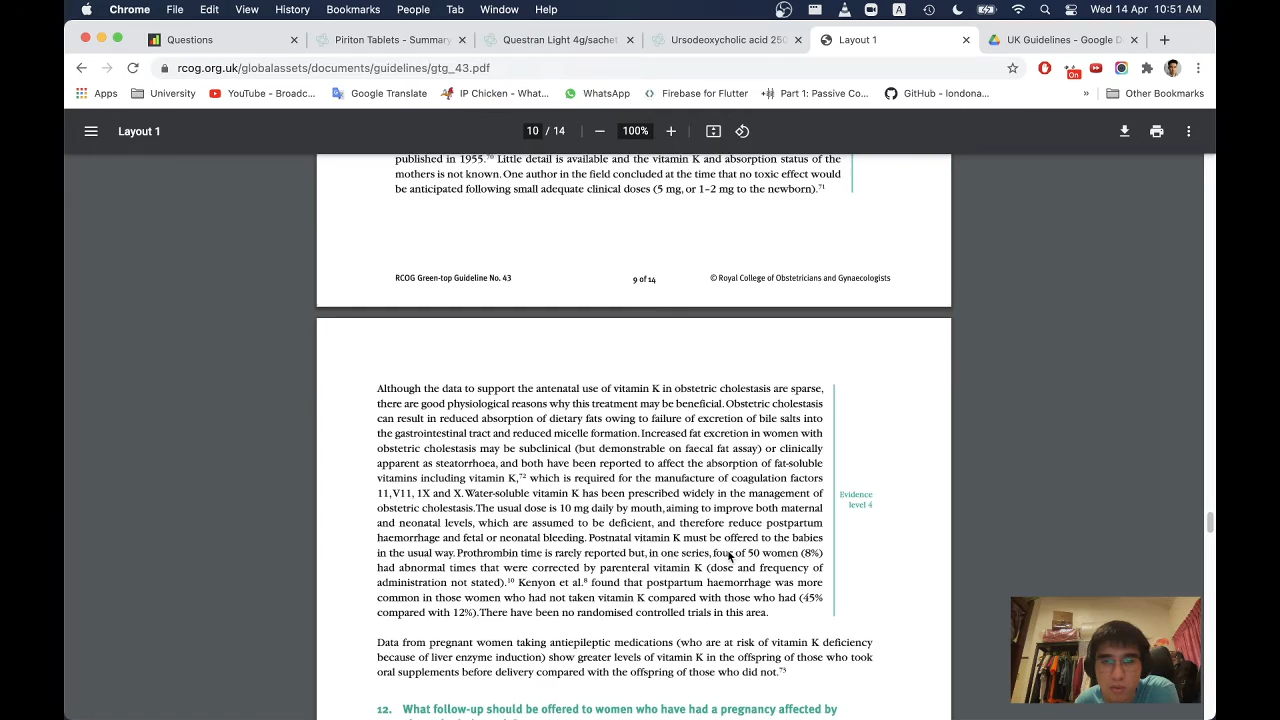 Chrome File Edit View History Bookmarks People Tab Window Help Wed 14 Apr 10:51 AM
Questions
Piriton Tablets - Summary
Questran Light 4g/sachet
Ursodeoxycholic acid 250
Layout 1
UK Guidelines - Google D
rcog.org.uk/globalassets/documents/guidelines/gtg_43.pdf
On
Apps University YouTube - Broadc... Google Translate IP Chicken - What... WhatsApp Firebase for Flutter Part 1: Passive Co... GitHub - londona... » Other Bookmarks
Layout 1 10 / 14 100%
published in 1955.70 Little detail is available and the vitamin K and absorption status of the
mothers is not known. One author in the field concluded at the time that no toxic effect would
be anticipated following small adequate clinical doses (5 mg, or 1–2 mg to the newborn).71
RCOG Green-top Guideline No. 43 9 of 14 © Royal College of Obstetricians and Gynaecologists
Although the data to support the antenatal use of vitamin K in obstetric cholestasis are sparse,
there are good physiological reasons why this treatment may be beneficial. Obstetric cholestasis
can result in reduced absorption of dietary fats owing to failure of excretion of bile salts into
the gastrointestinal tract and reduced micelle formation. Increased fat excretion in women with
obstetric cholestasis may be subclinical (but demonstrable on faecal fat assay) or clinically
apparent as steatorrhoea, and both have been reported to affect the absorption of fat-soluble
vitamins including vitamin K,72 which is required for the manufacture of coagulation factors
11, V11, 1X and X. Water-soluble vitamin K has been prescribed widely in the management of
obstetric cholestasis. The usual dose is 10 mg daily by mouth, aiming to improve both maternal
and neonatal levels, which are assumed to be deficient, and therefore reduce postpartum
haemorrhage and fetal or neonatal bleeding. Postnatal vitamin K must be offered to the babies
in the usual way. Prothrombin time is rarely reported but, in one series, four of 50 women (8%)
had abnormal times that were corrected by parenteral vitamin K (dose and frequency of
administration not stated).10 Kenyon et al.8 found that postpartum haemorrhage was more
common in those women who had not taken vitamin K compared with those who had (45%
compared with 12%). There have been no randomised controlled trials in this area.
Evidence
level 4
Data from pregnant women taking antiepileptic medications (who are at risk of vitamin K deficiency
because of liver enzyme induction) show greater levels of vitamin K in the offspring of those who took
oral supplements before delivery compared with the offspring of those who did not.73
12. What follow-up should be offered to women who have had a pregnancy affected by